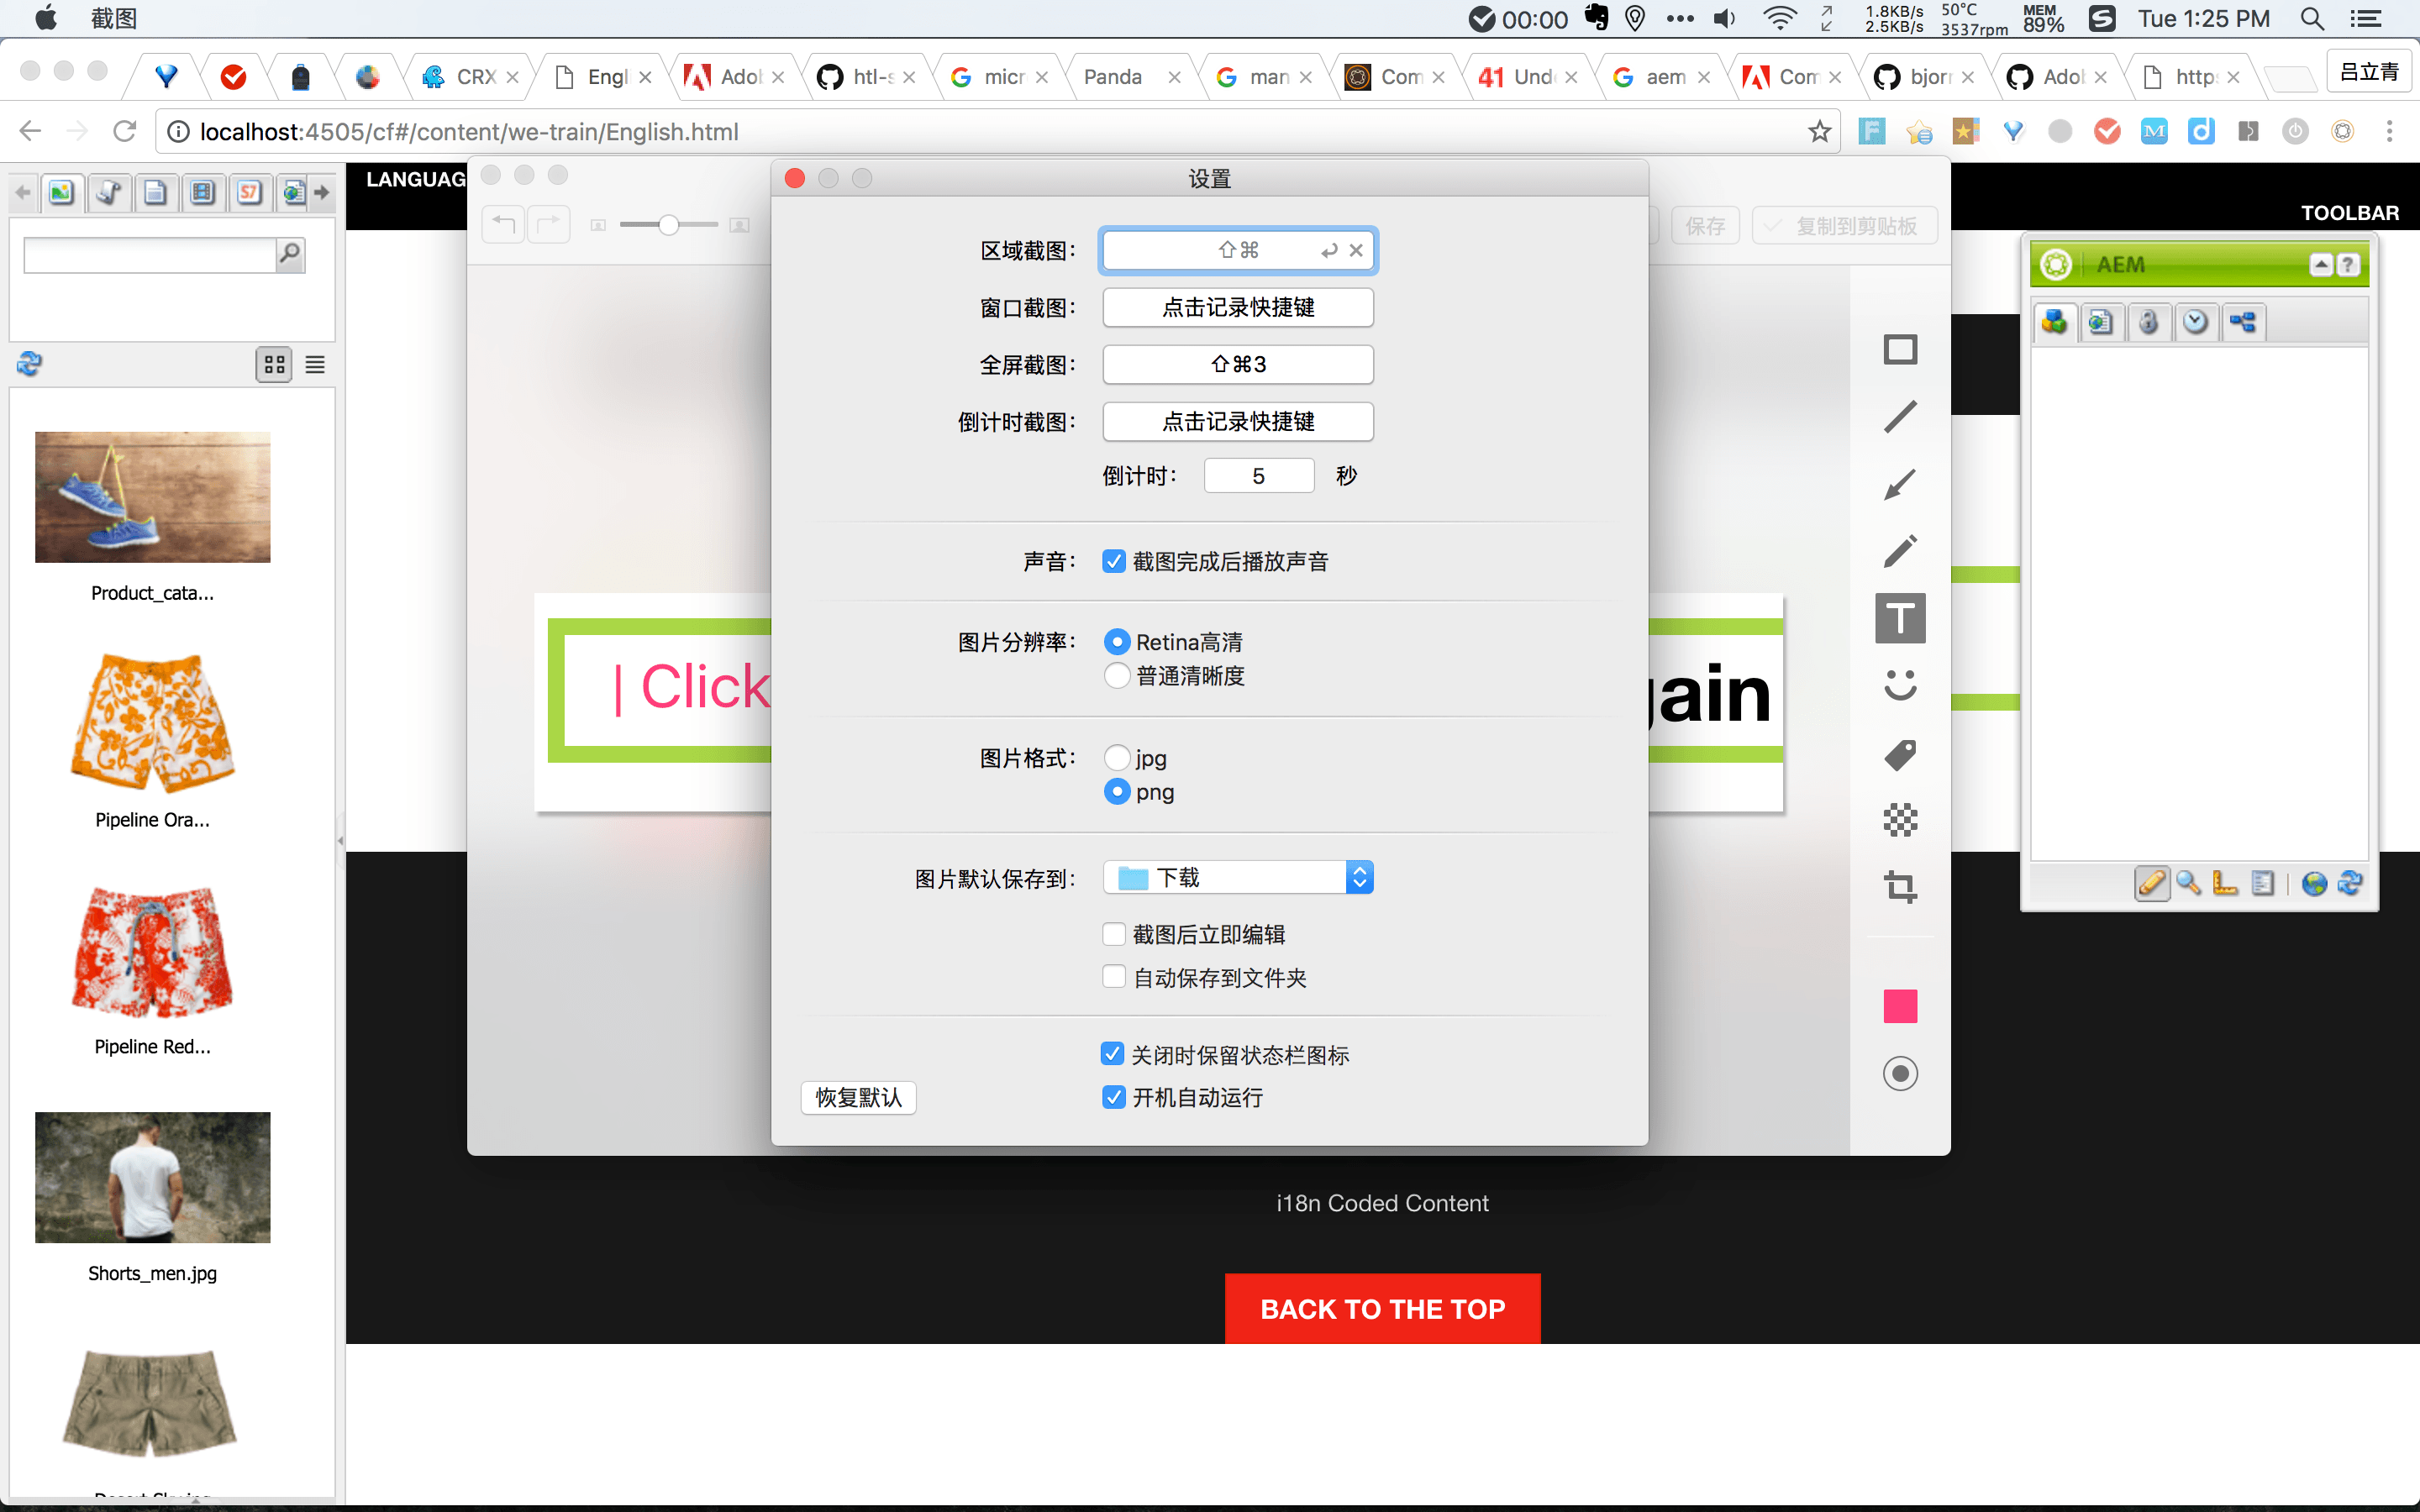 截图
00:00
1.8KB/s
2.5KB/s
50°C
3537rpm
MEM
89%
Tue 1:25 PM
CRX
Engl
Adob
htl-s
micr
Panda
man
Com
41 Und
aem
Com
bjorn
Adob
https
吕立青
localhost:4505/cf#/content/we-train/English.html
LANGUAG
TOOLBAR
设置
保存
复制到剪贴板
区域截图： ⇧⌘
窗口截图： 点击记录快捷键
全屏截图： ⇧⌘3
倒计时截图： 点击记录快捷键
倒计时： 5 秒
声音： 截图完成后播放声音
图片分辨率： Retina高清
普通清晰度
图片格式： jpg
png
图片默认保存到： 下载
截图后立即编辑
自动保存到文件夹
关闭时保留状态栏图标
开机自动运行
恢复默认
| Click
gain
S7
AEM
Product_cata...
Pipeline Ora...
Pipeline Red...
Shorts_men.jpg
i18n Coded Content
BACK TO THE TOP